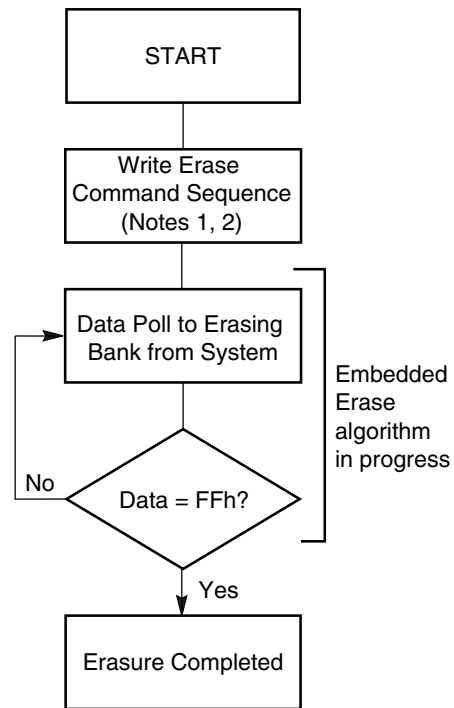 START
Write Erase
Command Sequence
(Notes 1, 2)
Data Poll to Erasing
Bank from System
Embedded
Erase
algorithm
in progress
No
Data = FFh?
Yes
Erasure Completed